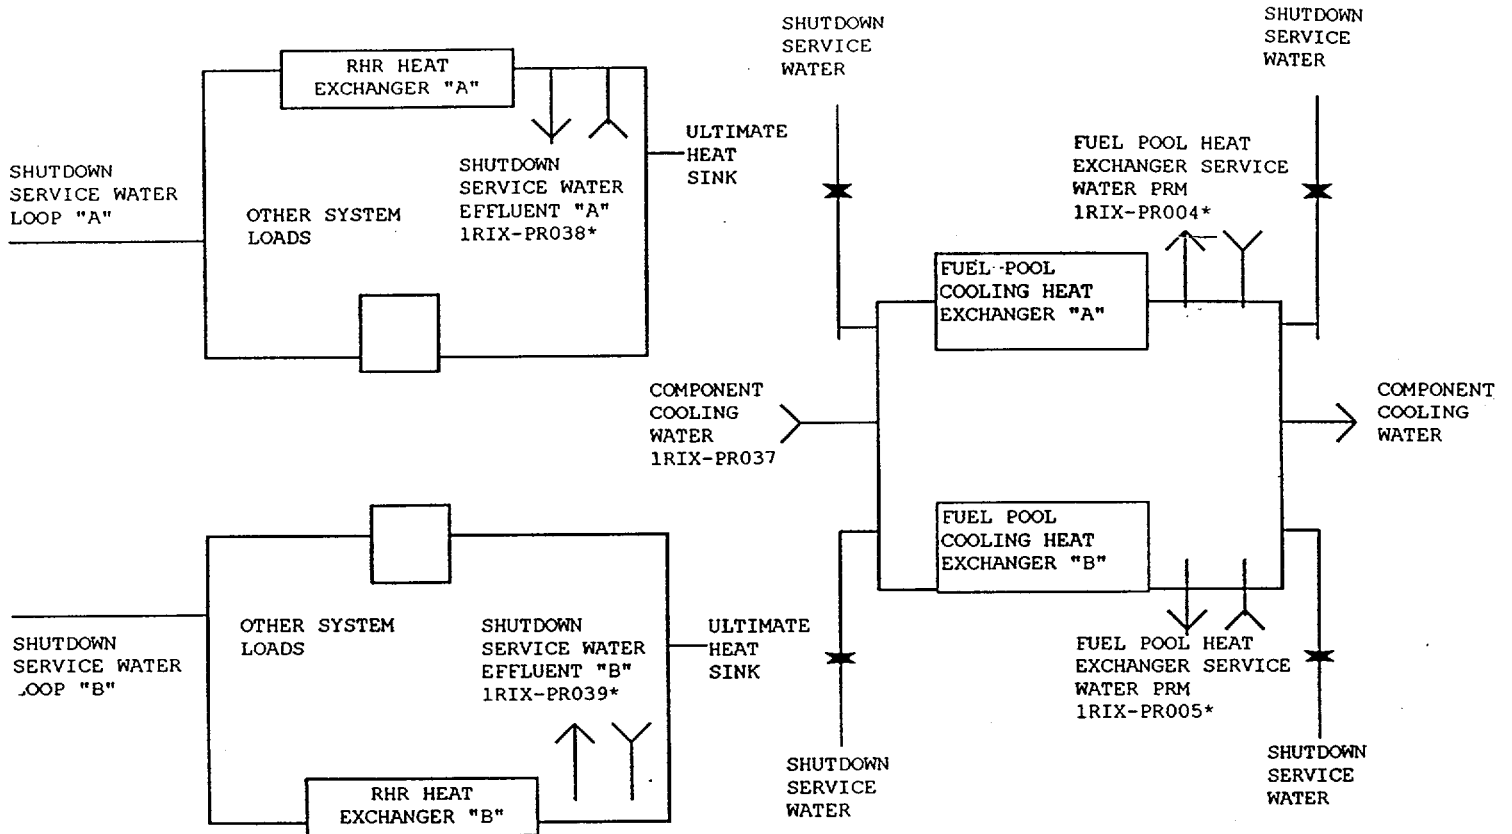 RHR HEAT
EXCHANGER "A"
SHUTDOWN
SERVICE WATER
LOOP "A"
OTHER SYSTEM
LOADS
SHUTDOWN
SERVICE WATER
EFFLUENT "A"
1RIX-PR038*
ULTIMATE
HEAT
SINK
SHUTDOWN
SERVICE WATER
LOOP "B"
OTHER SYSTEM
LOADS
SHUTDOWN
SERVICE WATER
EFFLUENT "B"
1RIX-PR039*
ULTIMATE
HEAT
SINK
RHR HEAT
EXCHANGER "B"
SHUTDOWN
SERVICE
WATER
SHUTDOWN
SERVICE
WATER
FUEL POOL HEAT
EXCHANGER SERVICE
WATER PRM
1RIX-PR004*
FUEL POOL
COOLING HEAT
EXCHANGER "A"
COMPONENT
COOLING
WATER
1RIX-PR037
COMPONENT
COOLING
WATER
FUEL POOL
COOLING HEAT
EXCHANGER "B"
FUEL POOL HEAT
EXCHANGER SERVICE
WATER PRM
1RIX-PR005*
SHUTDOWN
SERVICE
WATER
SHUTDOWN
SERVICE
WATER